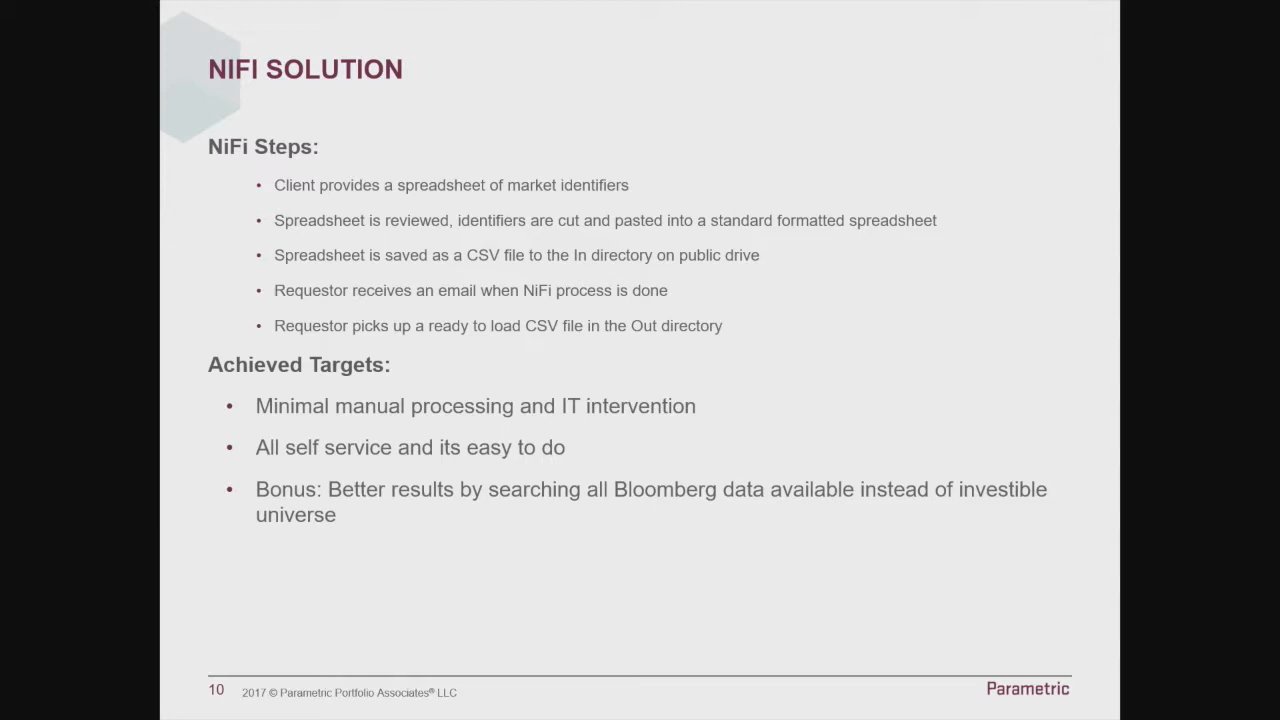 NIFI SOLUTION
NiFi Steps:
• Client provides a spreadsheet of market identifiers
• Spreadsheet is reviewed, identifiers are cut and pasted into a standard formatted spreadsheet
• Spreadsheet is saved as a CSV file to the In directory on public drive
• Requestor receives an email when NiFi process is done
• Requestor picks up a ready to load CSV file in the Out directory
Achieved Targets:
• Minimal manual processing and IT intervention
• All self service and its easy to do
• Bonus: Better results by searching all Bloomberg data available instead of investible
universe
10 2017 © Parametric Portfolio Associates® LLC
Parametric